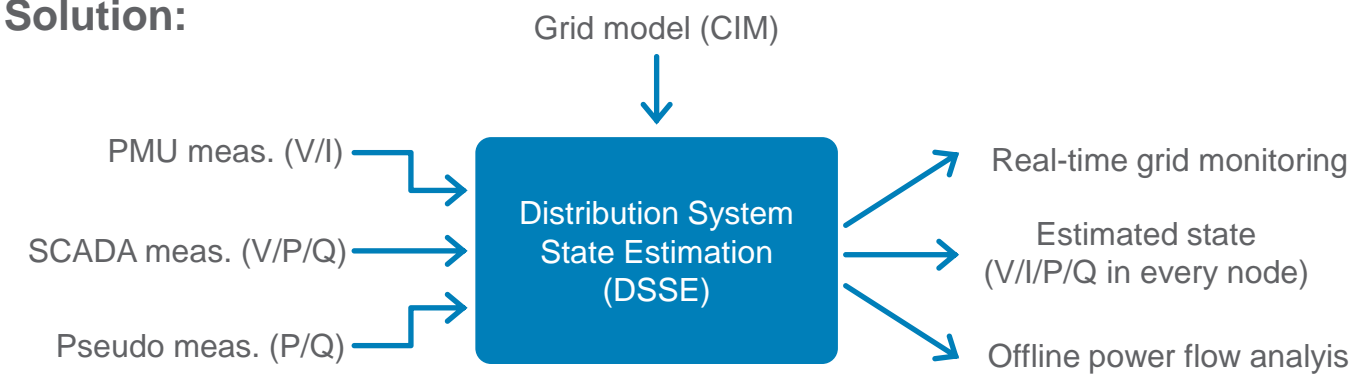 Solution:
Grid model (CIM)
PMU meas. (V/I)
SCADA meas. (V/P/Q)
Pseudo meas. (P/Q)
Distribution System
State Estimation
(DSSE)
Real-time grid monitoring
Estimated state
(V/I/P/Q in every node)
Offline power flow analyis